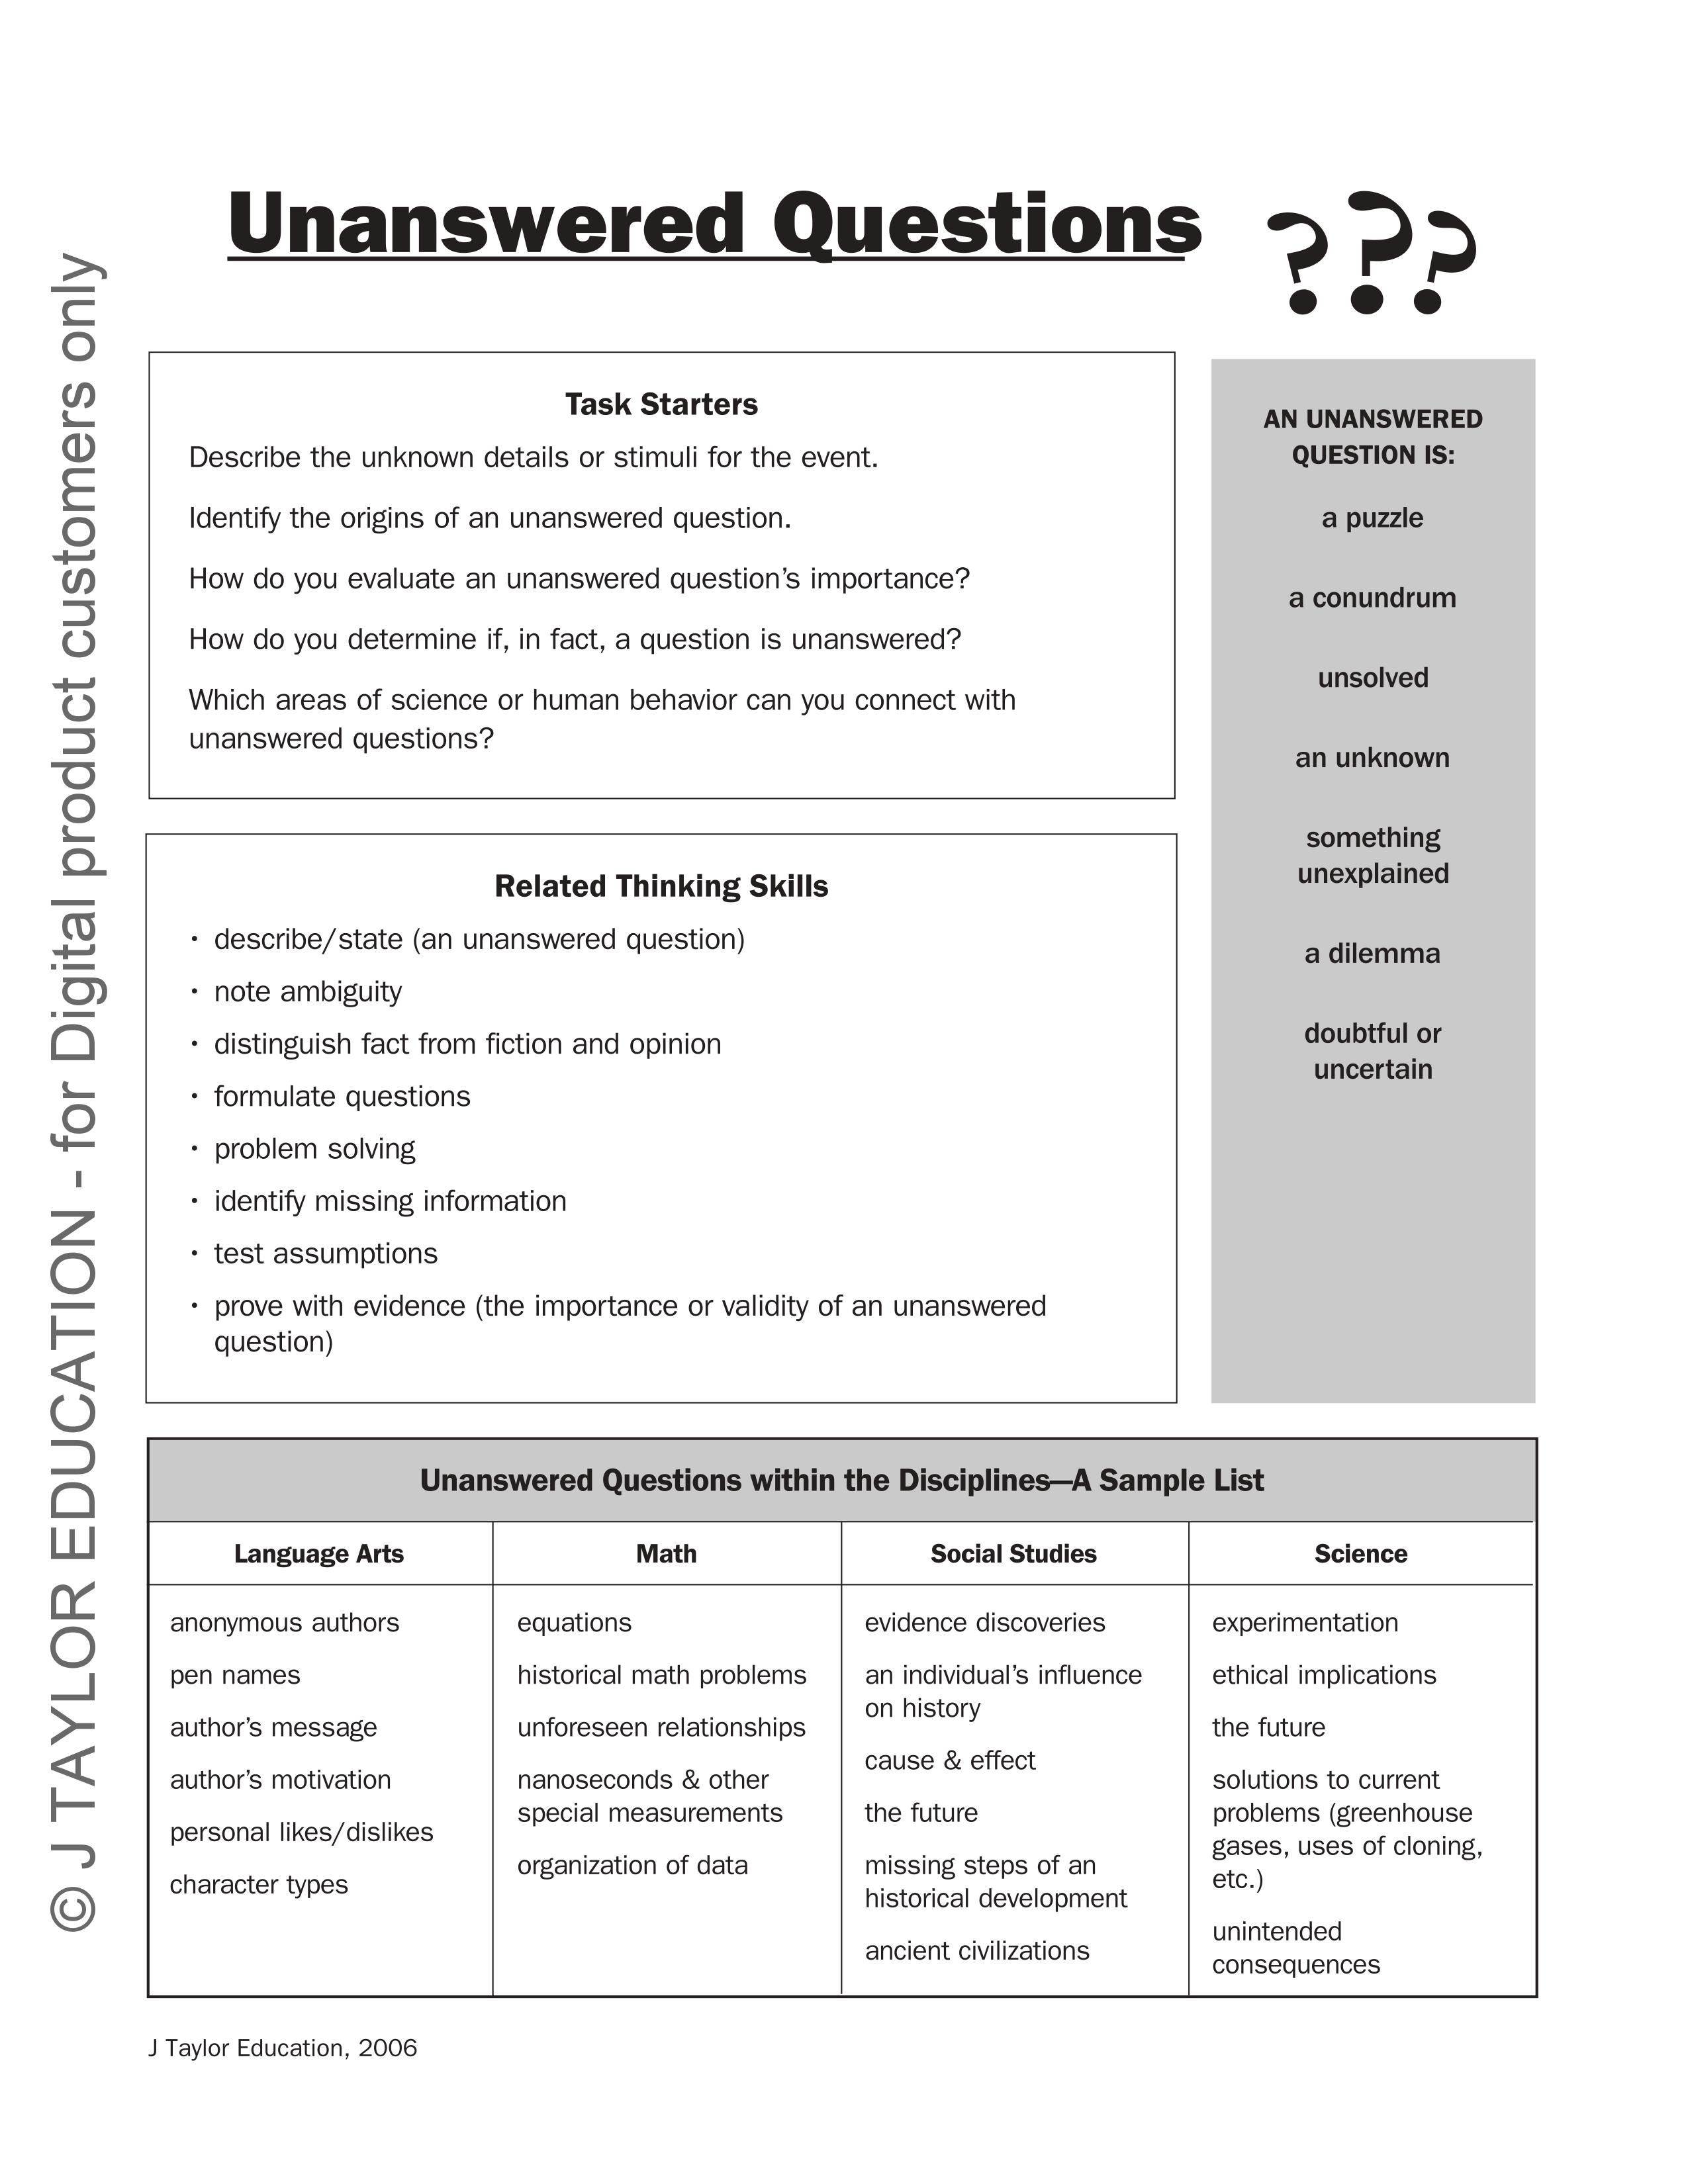 Unanswered Questions ???
Task Starters
Describe the unknown details or stimuli for the event.
Identify the origins of an unanswered question.
How do you evaluate an unanswered question’s importance?
How do you determine if, in fact, a question is unanswered?
Which areas of science or human behavior can you connect with
unanswered questions?
AN UNANSWERED
QUESTION IS:
a puzzle
a conundrum
unsolved
an unknown
something
unexplained
a dilemma
doubtful or
uncertain
Related Thinking Skills
• describe/state (an unanswered question)
• note ambiguity
• distinguish fact from fiction and opinion
• formulate questions
• problem solving
• identify missing information
• test assumptions
• prove with evidence (the importance or validity of an unanswered
question)
Unanswered Questions within the Disciplines—A Sample List
Language Arts
anonymous authors
pen names
author’s message
author’s motivation
personal likes/dislikes
character types
Math
equations
historical math problems
unforeseen relationships
nanoseconds & other
special measurements
organization of data
Social Studies
evidence discoveries
an individual’s influence
on history
cause & effect
the future
missing steps of an
historical development
ancient civilizations
Science
experimentation
ethical implications
the future
solutions to current
problems (greenhouse
gases, uses of cloning,
etc.)
unintended
consequences
J Taylor Education, 2006
© J TAYLOR EDUCATION - for Digital product customers only